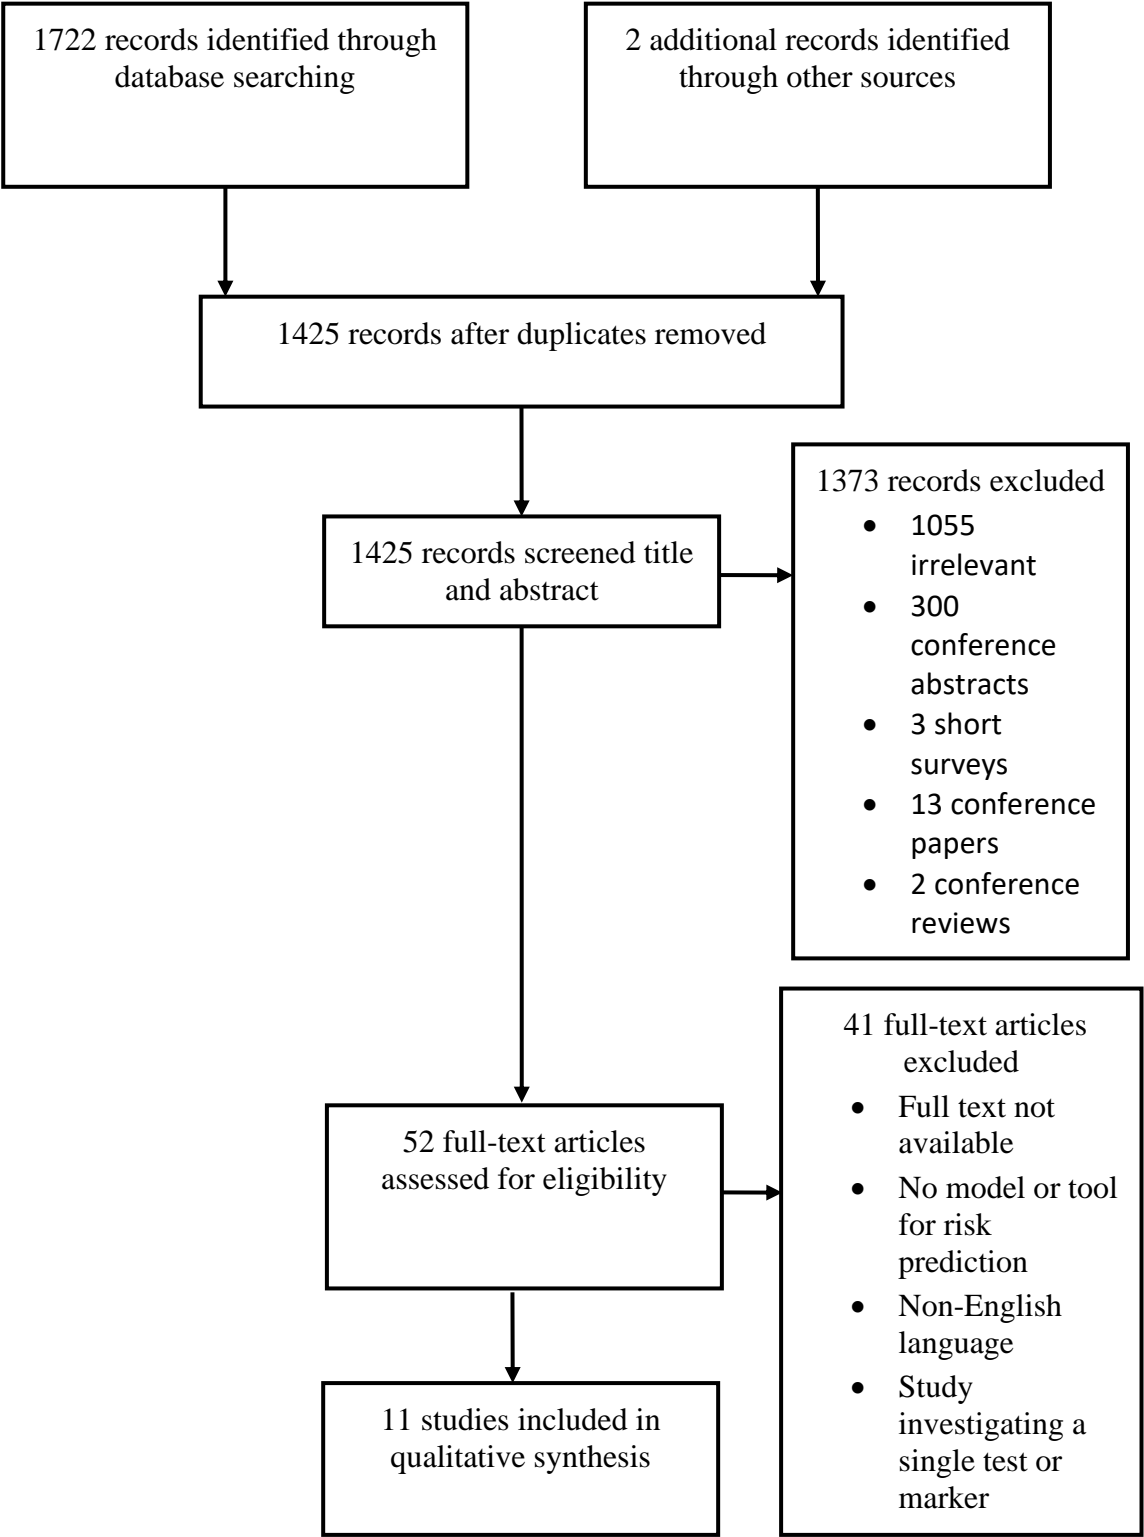 1722 records identified through
database searching
2 additional records identified
through other sources
1425 records after duplicates removed
1425 records screened title
and abstract
1373 records excluded
• 1055
irrelevant
• 300
conference
abstracts
• 3 short
surveys
• 13 conference
papers
• 2 conference
reviews
52 full-text articles
assessed for eligibility
41 full-text articles
excluded
• Full text not
available
• No model or tool
for risk
prediction
• Non-English
language
• Study
investigating a
single test or
marker
11 studies included in
qualitative synthesis